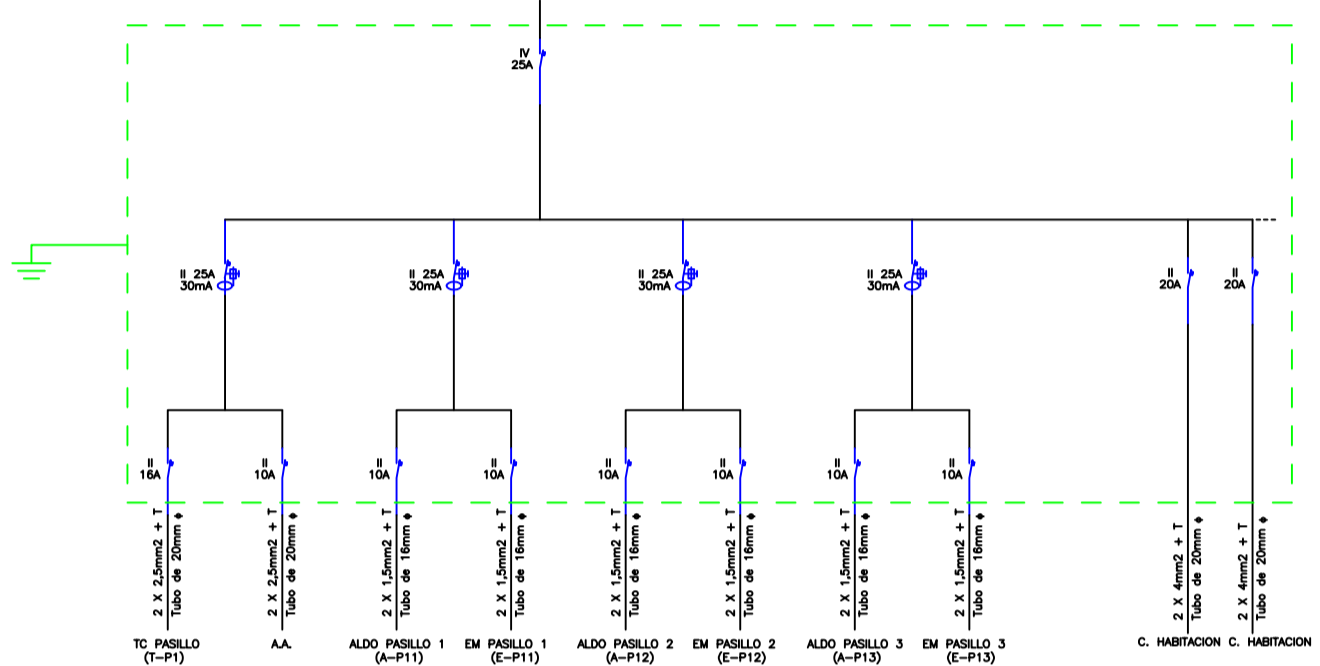 IV
25A
II 25A
30mA
II 25A
30mA
II 25A
30mA
II 25A
30mA
II
20A
II
20A
II
16A
II
10A
II
10A
II
10A
II
10A
II
10A
II
10A
II
10A
2 X 2,5mm2 + T
Tubo de 20mm ϕ
2 X 2,5mm2 + T
Tubo de 20mm ϕ
2 X 1,5mm2 + T
Tubo de 16mm ϕ
2 X 1,5mm2 + T
Tubo de 16mm ϕ
2 X 1,5mm2 + T
Tubo de 16mm ϕ
2 X 1,5mm2 + T
Tubo de 16mm ϕ
2 X 1,5mm2 + T
Tubo de 16mm ϕ
2 X 1,5mm2 + T
Tubo de 16mm ϕ
2 X 4mm2 + T
Tubo de 20mm ϕ
2 X 4mm2 + T
Tubo de 20mm ϕ
TC PASILLO
(T-P1)
A.A.
ALDO PASILLO 1
(A-P11)
EM PASILLO 1
(E-P11)
ALDO PASILLO 2
(A-P12)
EM PASILLO 2
(E-P12)
ALDO PASILLO 3
(A-P13)
EM PASILLO 3
(E-P13)
C. HABITACION
C. HABITACION